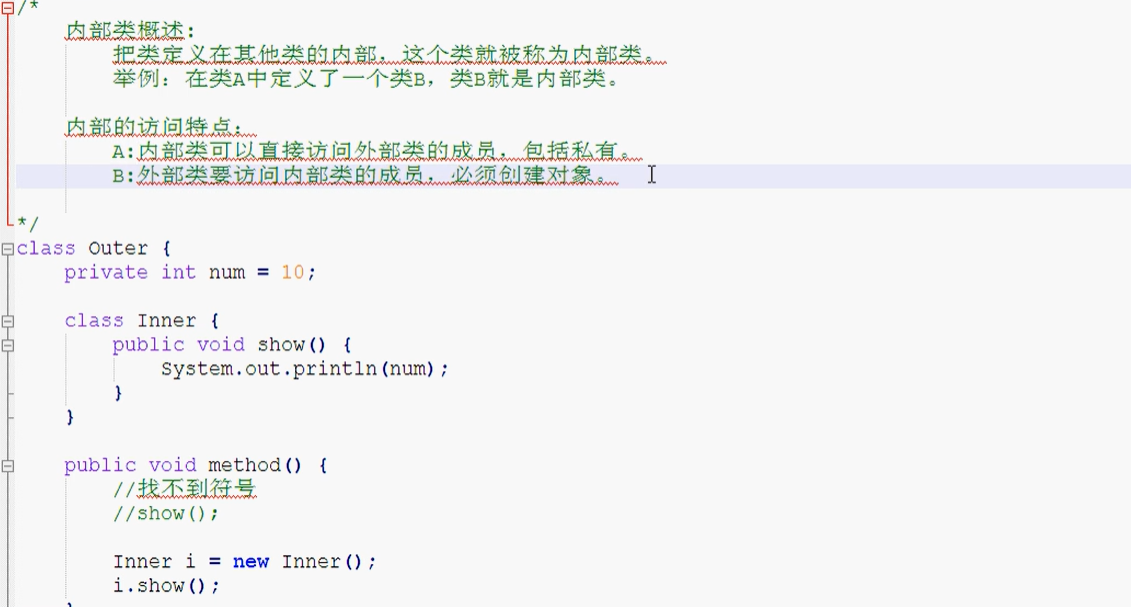 /*
内部类概述:
把类定义在其他类的内部，这个类就被称为内部类。
举例：在类A中定义了一个类B，类B就是内部类。
内部的访问特点：
A:内部类可以直接访问外部类的成员，包括私有。
B:外部类要访问内部类的成员，必须创建对象。
*/
class Outer {
private int num = 10;
class Inner {
public void show() {
System.out.println(num);
}
}
public void method() {
//找不到符号
//show();
Inner i = new Inner();
i.show();
}